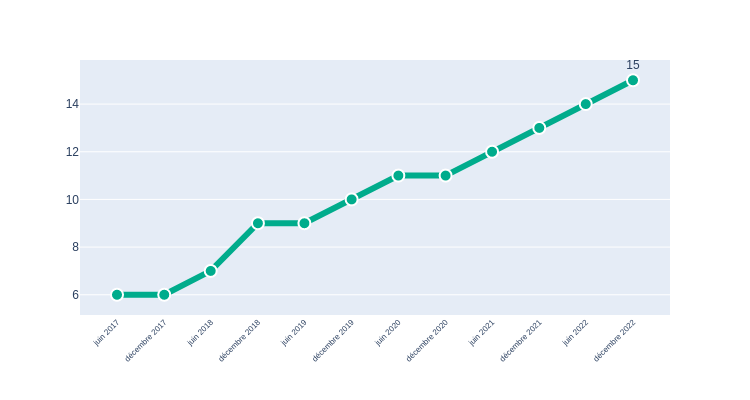 15
14
12
10
8
6
juin 2017
décembre 2017
juin 2018
décembre 2018
juin 2019
décembre 2019
juin 2020
décembre 2020
juin 2021
décembre 2021
juin 2022
décembre 2022